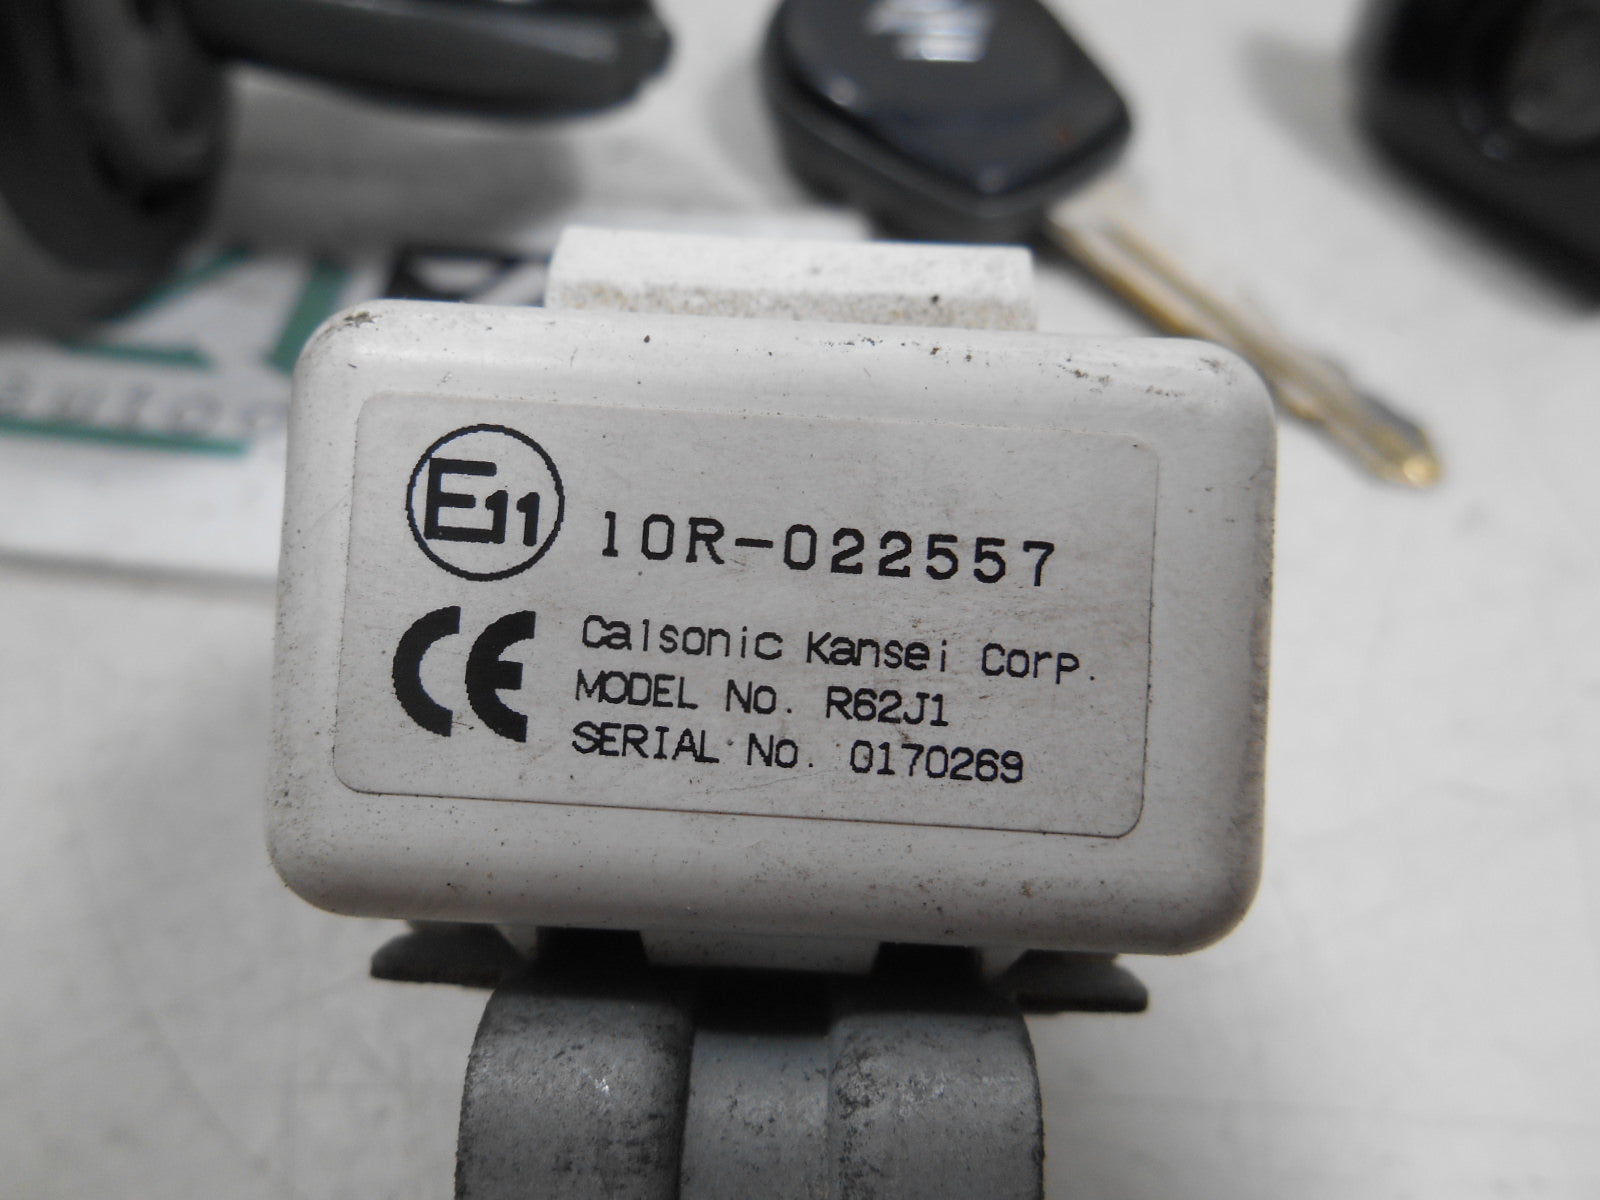 E11
10R-022557
CE
Calsonic Kansei Corp.
MODEL No. R62J1
SERIAL No. 0170269